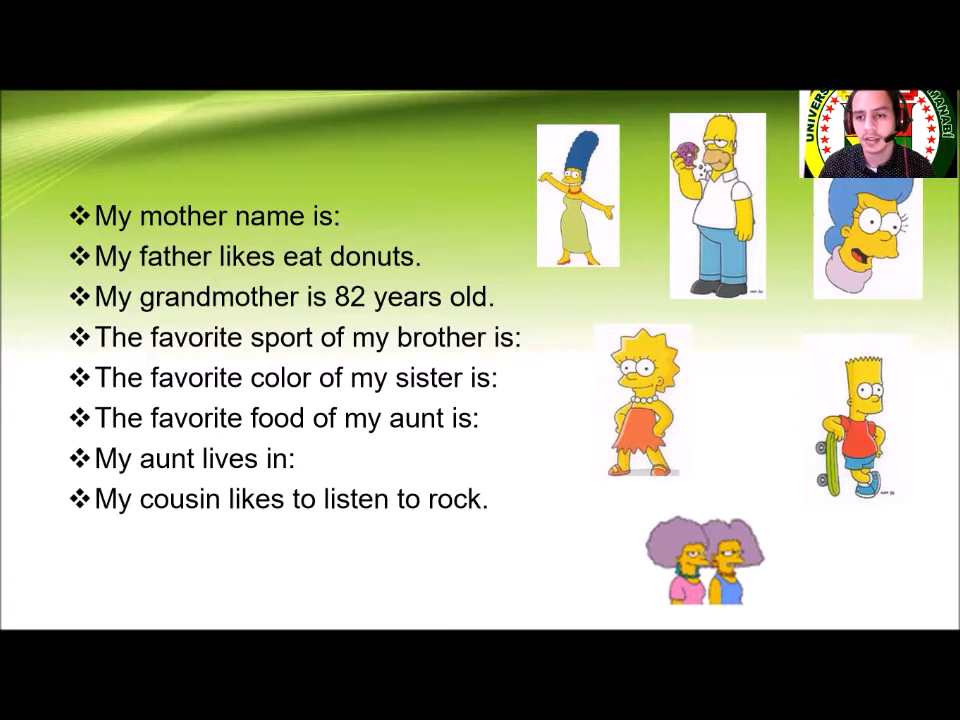 My mother name is:
My father likes eat donuts.
My grandmother is 82 years old.
The favorite sport of my brother is:
The favorite color of my sister is:
The favorite food of my aunt is:
My aunt lives in:
My cousin likes to listen to rock.